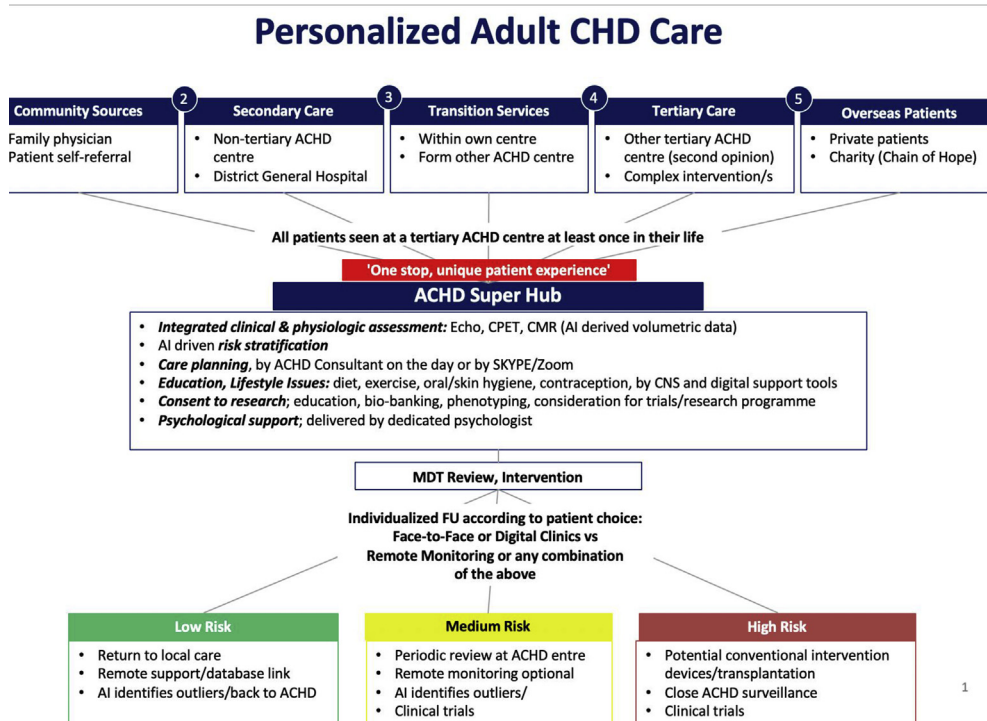 Personalized Adult CHD Care
2
3
4
5
Community Sources
Family physician
Patient self-referral
Secondary Care
• Non-tertiary ACHD
centre
• District General Hospital
Transition Services
• Within own centre
• Form other ACHD centre
Tertiary Care
• Other tertiary ACHD
centre (second opinion)
• Complex intervention/s
Overseas Patients
• Private patients
• Charity (Chain of Hope)
All patients seen at a tertiary ACHD centre at least once in their life
'One stop, unique patient experience'
ACHD Super Hub
• Integrated clinical & physiologic assessment: Echo, CPET, CMR (AI derived volumetric data)
• AI driven risk stratification
• Care planning, by ACHD Consultant on the day or by SKYPE/Zoom
• Education, Lifestyle Issues: diet, exercise, oral/skin hygiene, contraception, by CNS and digital support tools
• Consent to research; education, bio-banking, phenotyping, consideration for trials/research programme
• Psychological support; delivered by dedicated psychologist
MDT Review, Intervention
Individualized FU according to patient choice:
Face-to-Face or Digital Clinics vs
Remote Monitoring or any combination
of the above
Low Risk
• Return to local care
• Remote support/database link
• AI identifies outliers/back to ACHD
Medium Risk
• Periodic review at ACHD entre
• Remote monitoring optional
• AI identifies outliers/
• Clinical trials
High Risk
• Potential conventional intervention
devices/transplantation
• Close ACHD surveillance
• Clinical trials
1